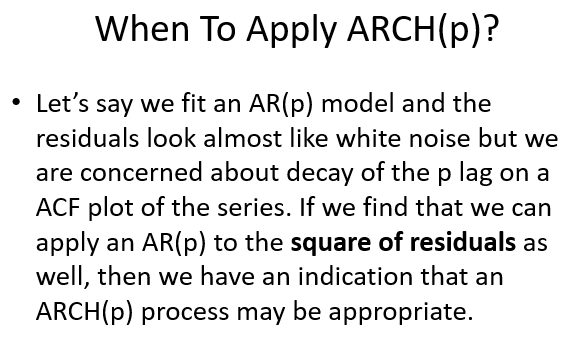 When To Apply ARCH(p)?
• Let's say we fit an AR(p) model and the
residuals look almost like white noise but we
are concerned about decay of the p lag on a
ACF plot of the series. If we find that we can
apply an AR(p) to the square of residuals as
well, then we have an indication that an
ARCH(p) process may be appropriate.